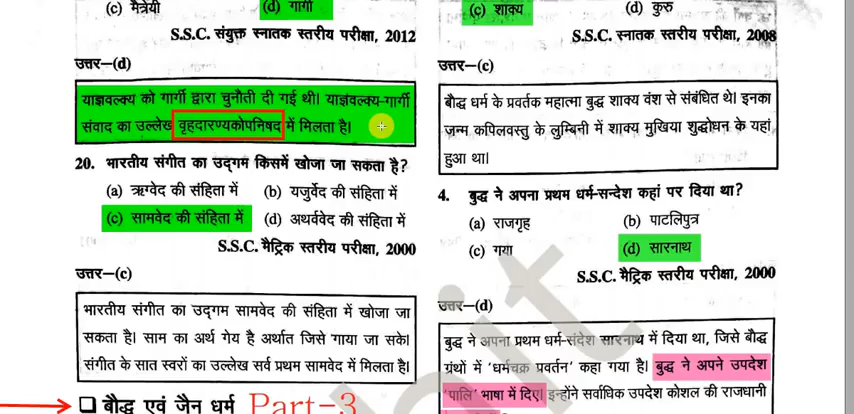 (c) मैत्रेयी (d) गार्गी
S.S.C. संयुक्त स्नातक स्तरीय परीक्षा, 2012
उत्तर—(d)
याज्ञवल्क्य को गार्गी द्वारा चुनौती दी गई थी। याज्ञवल्क्य-गार्गी
संवाद का उल्लेख वृहदारण्यकोपनिषद में मिलता है।
20. भारतीय संगीत का उद्गम किसमें खोजा जा सकता है?
(a) ऋग्वेद की संहिता में (b) यजुर्वेद की संहिता में
(c) सामवेद की संहिता में (d) अथर्ववेद की संहिता में
S.S.C. मैट्रिक स्तरीय परीक्षा, 2000
उत्तर—(c)
भारतीय संगीत का उद्गम सामवेद की संहिता में खोजा जा
सकता है। साम का अर्थ गेय है अर्थात जिसे गाया जा सके।
संगीत के सात स्वरों का उल्लेख सर्व प्रथम सामवेद में मिलता है।
बौद्ध एवं जैन धर्म Part-3
(c) शाक्य (d) कुरु
S.S.C. स्नातक स्तरीय परीक्षा, 2008
उत्तर—(c)
बौद्ध धर्म के प्रवर्तक महात्मा बुद्ध शाक्य वंश से संबंधित थे। इनका
जन्म कपिलवस्तु के लुम्बिनी में शाक्य मुखिया शुद्धोधन के यहां
हुआ था।
4. बुद्ध ने अपना प्रथम धर्म-सन्देश कहां पर दिया था?
(a) राजगृह (b) पाटलिपुत्र
(c) गया (d) सारनाथ
S.S.C. मैट्रिक स्तरीय परीक्षा, 2000
उत्तर—(d)
बुद्ध ने अपना प्रथम धर्म-संदेश सारनाथ में दिया था, जिसे बौद्ध
ग्रंथों में 'धर्मचक्र प्रवर्तन' कहा गया है। बुद्ध ने अपने उपदेश
'पालि' भाषा में दिए। इन्होंने सर्वाधिक उपदेश कोशल की राजधानी